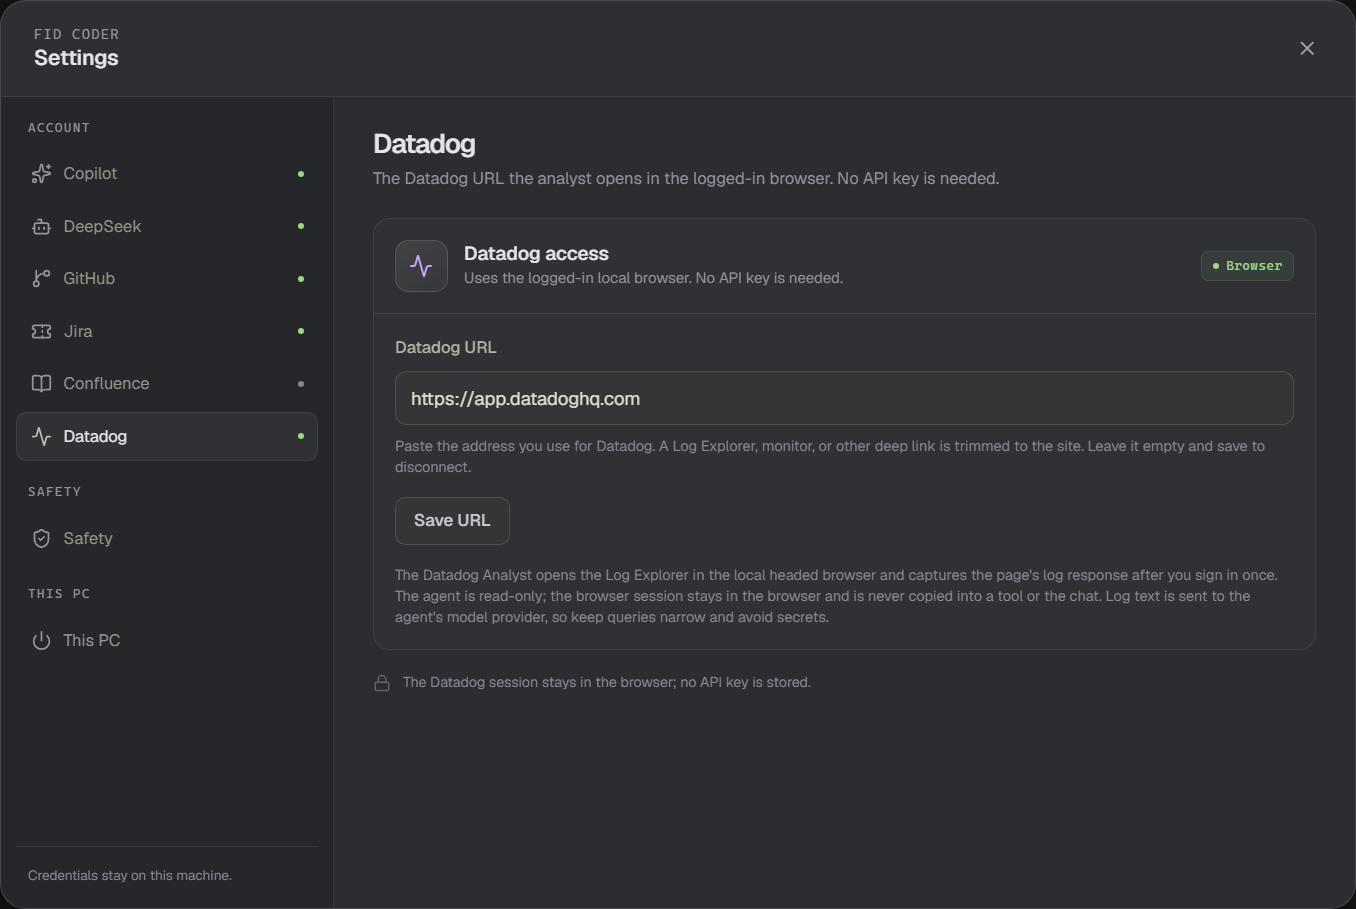 FID CODER
Settings
ACCOUNT
Copilot
DeepSeek
GitHub
Jira
Confluence
Datadog
SAFETY
Safety
THIS PC
This PC
Credentials stay on this machine.
Datadog
The Datadog URL the analyst opens in the logged-in browser. No API key is needed.
Datadog access
Uses the logged-in local browser. No API key is needed.
Browser
Datadog URL
https://app.datadoghq.com
Paste the address you use for Datadog. A Log Explorer, monitor, or other deep link is trimmed to the site. Leave it empty and save to
disconnect.
Save URL
The Datadog Analyst opens the Log Explorer in the local headed browser and captures the page's log response after you sign in once.
The agent is read-only; the browser session stays in the browser and is never copied into a tool or the chat. Log text is sent to the
agent's model provider, so keep queries narrow and avoid secrets.
The Datadog session stays in the browser; no API key is stored.